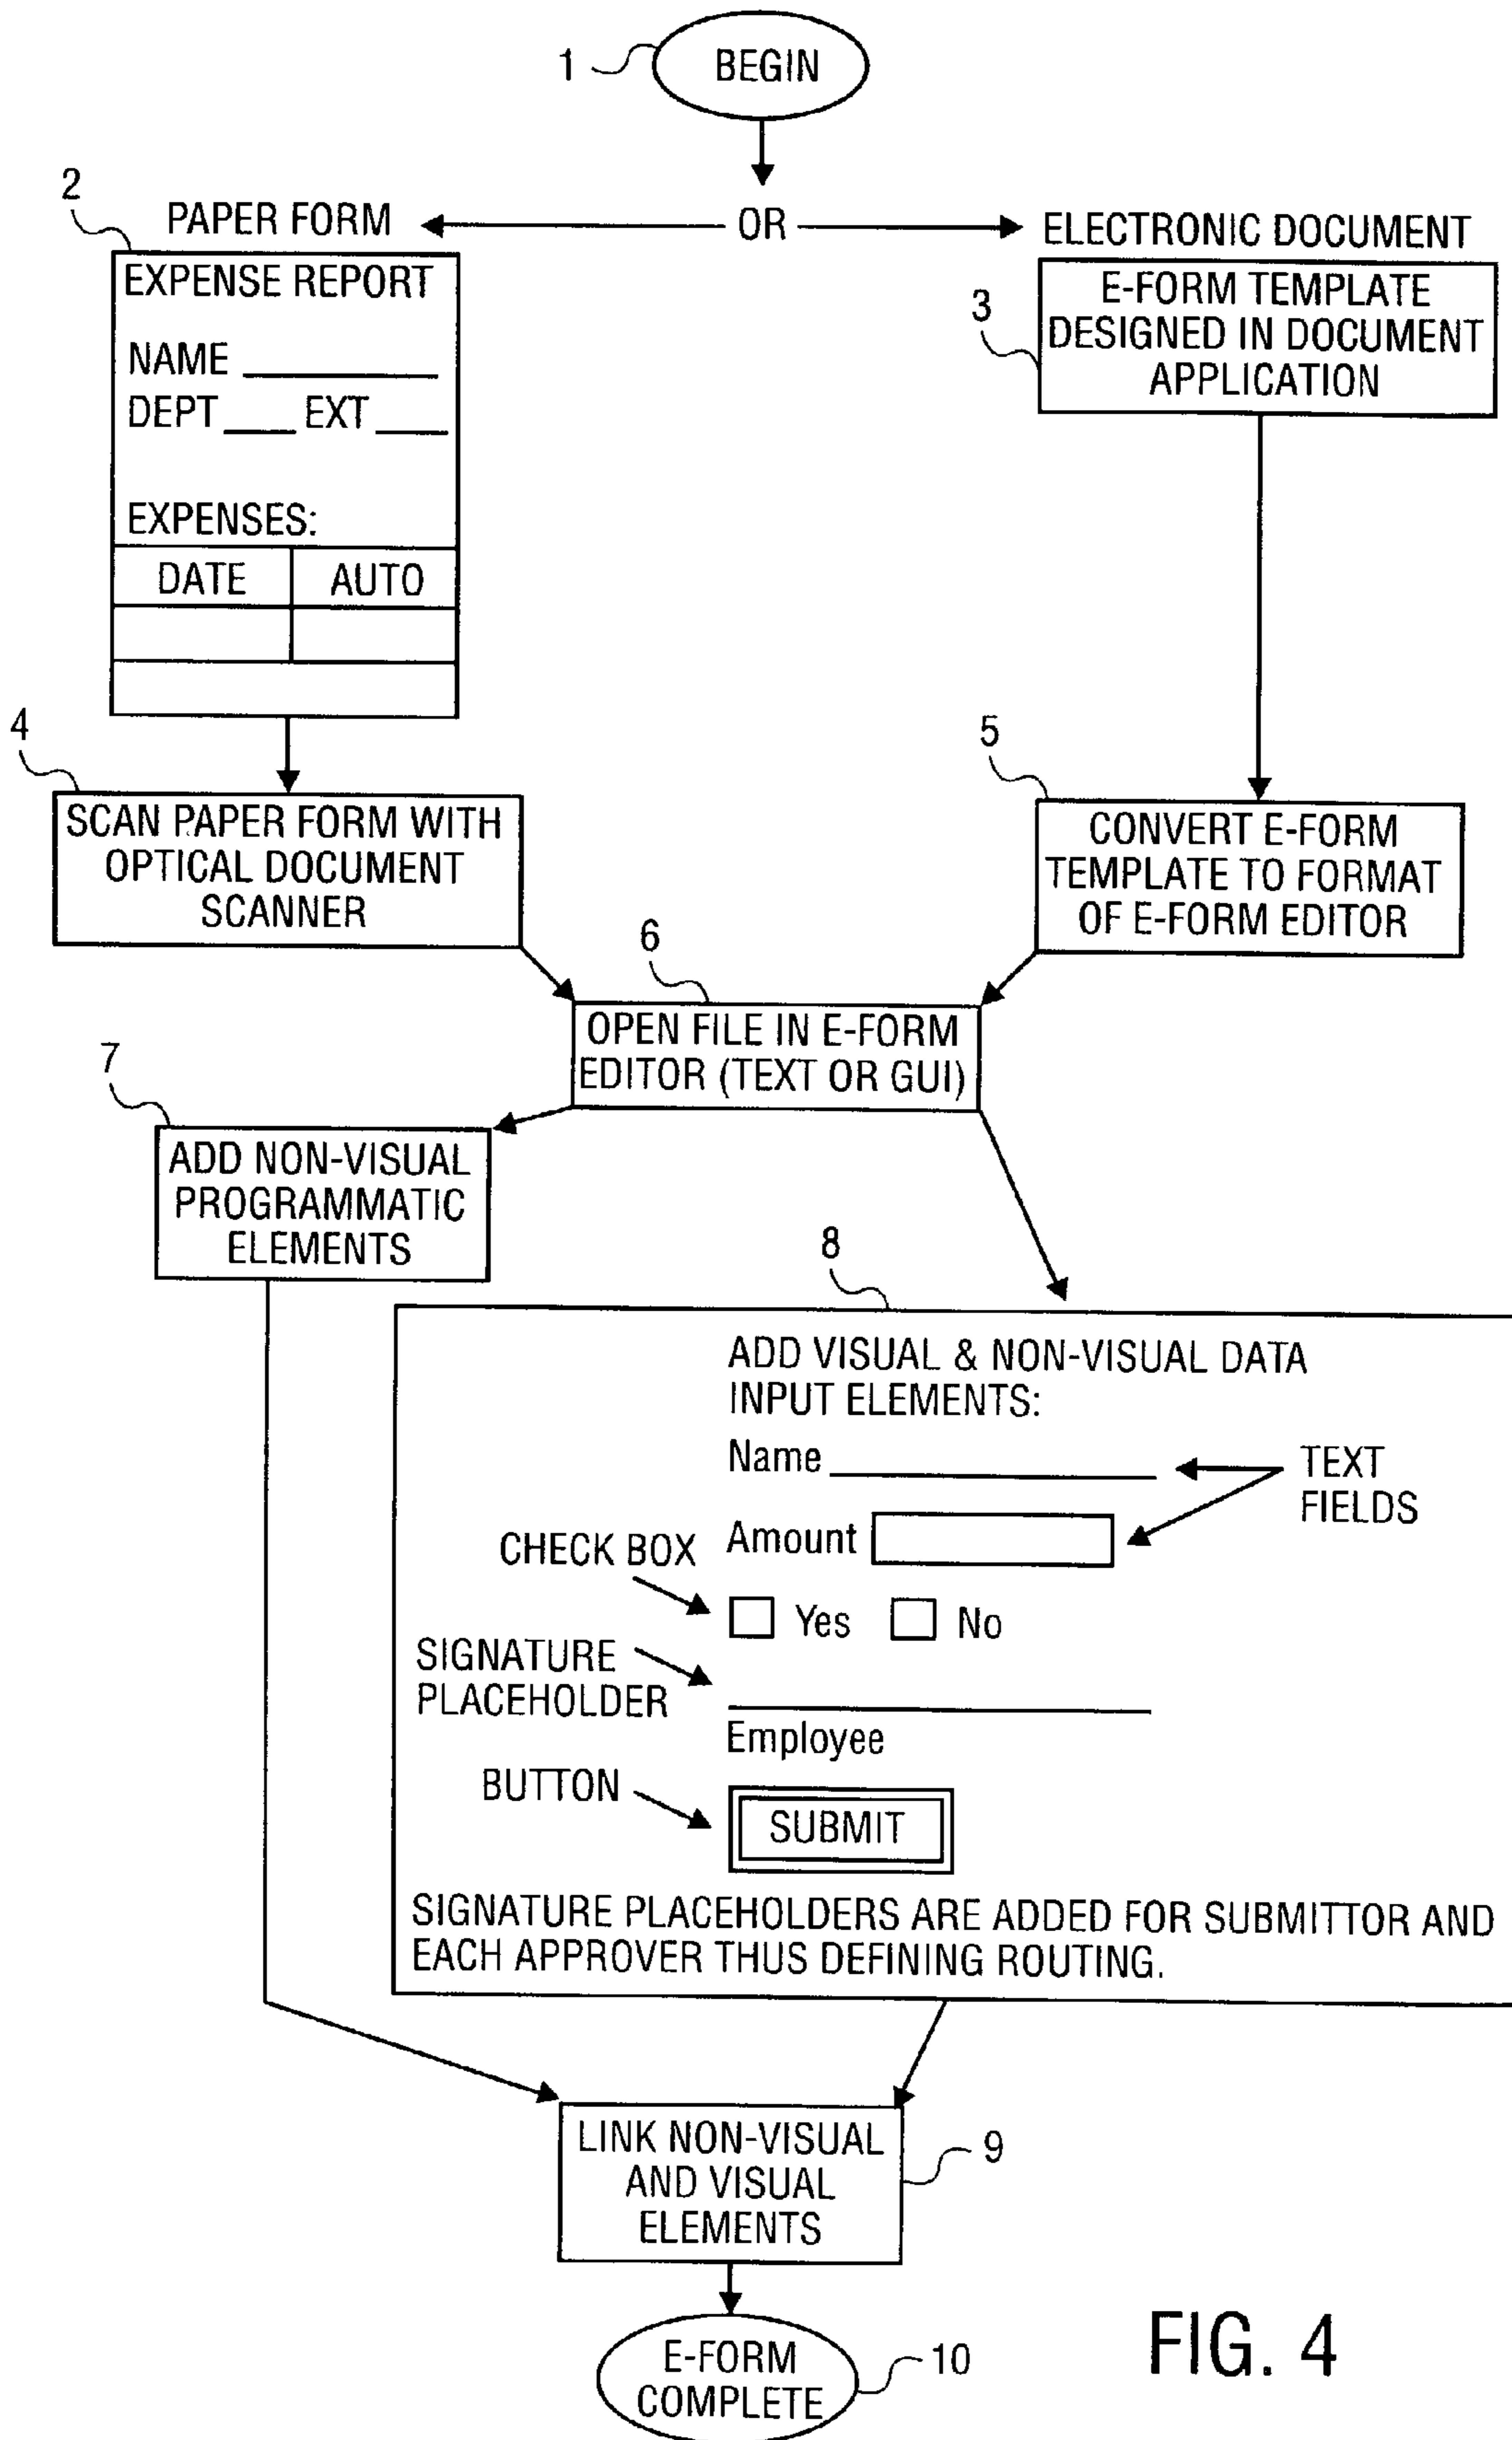 1
BEGIN
2
PAPER FORM
OR
ELECTRONIC DOCUMENT
EXPENSE REPORT
NAME
DEPT EXT
EXPENSES:
DATE AUTO
3
E-FORM TEMPLATE
DESIGNED IN DOCUMENT
APPLICATION
4
SCAN PAPER FORM WITH
OPTICAL DOCUMENT
SCANNER
5
CONVERT E-FORM
TEMPLATE TO FORMAT
OF E-FORM EDITOR
6
OPEN FILE IN E-FORM
EDITOR (TEXT OR GUI)
7
ADD NON-VISUAL
PROGRAMMATIC
ELEMENTS
8
ADD VISUAL & NON-VISUAL DATA
INPUT ELEMENTS:
Name
TEXT
FIELDS
Amount
CHECK BOX
Yes No
SIGNATURE
PLACEHOLDER
Employee
BUTTON
SUBMIT
SIGNATURE PLACEHOLDERS ARE ADDED FOR SUBMITTOR AND
EACH APPROVER THUS DEFINING ROUTING.
LINK NON-VISUAL
AND VISUAL
ELEMENTS
9
E-FORM
COMPLETE
10
FIG. 4